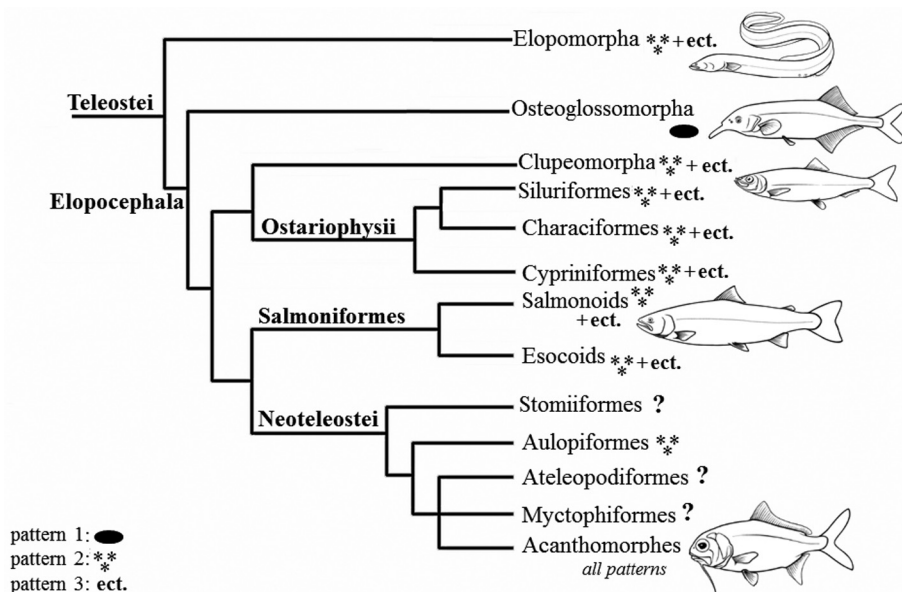 Elopomorpha ** * + ect.
Teleostei
Osteoglossomorpha
Clupeomorpha ** * + ect.
Elopocephala
Siluriformes ** * + ect.
Ostariophysii
Characiformes ** * + ect.
Cypriniformes ** * + ect.
Salmonoids ** *
Salmoniformes
+ ect.
Esocoids ** * + ect.
Stomiiformes ?
Neoteleostei
Aulopiformes ** *
Ateleopodiformes ?
Myctophiformes ?
Acanthomorphes
all patterns
pattern 1:
pattern 2: ** *
pattern 3: ect.